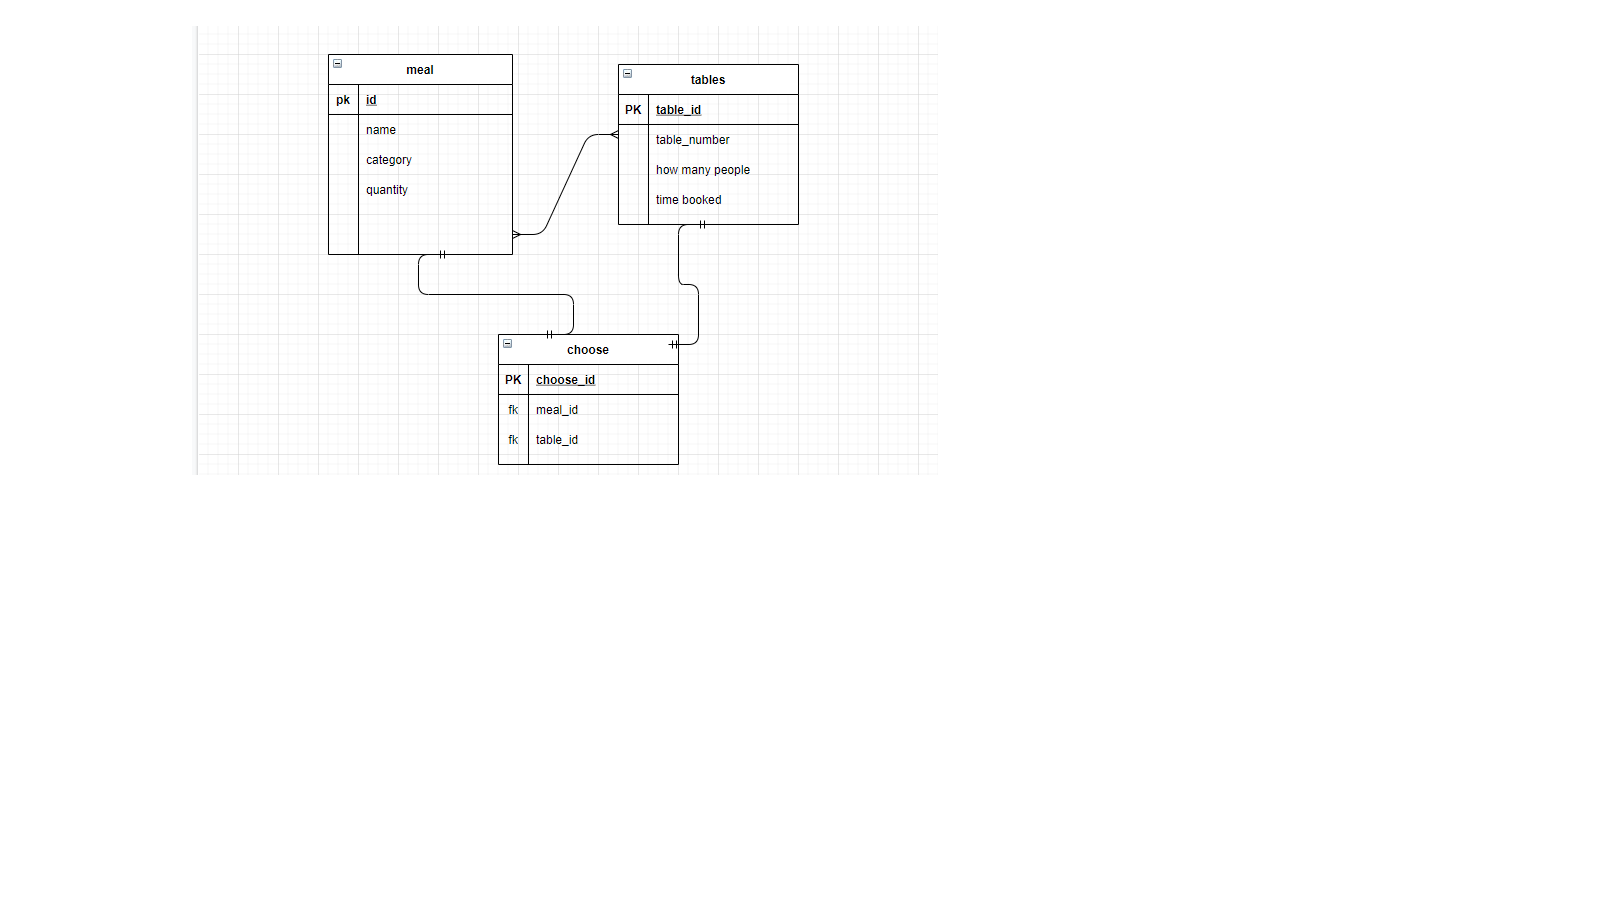 meal
pk id
name
category
quantity
tables
PK table_id
table_number
how many people
time booked
choose
PK choose_id
fk meal_id
fk table_id